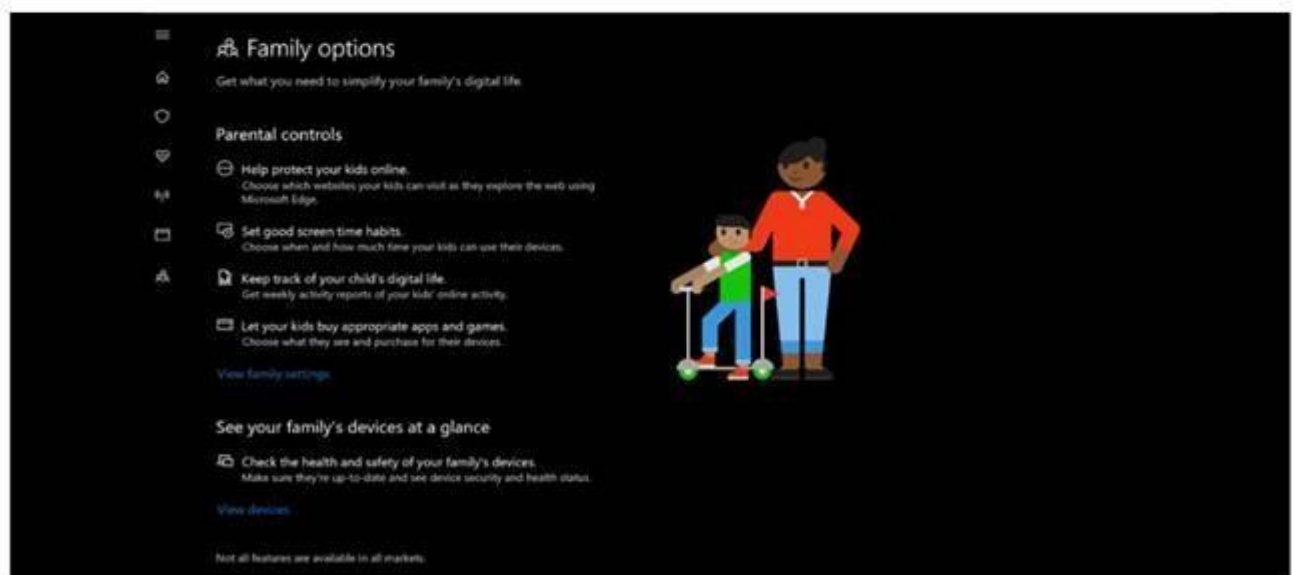 Family options
Get what you need to simplify your family's digital life.
Parental controls
Help protect your kids online.
Choose which websites your kids can visit as they explore the web using
Microsoft Edge.
Set good screen time habits.
Choose when and how much time your kids can use their devices.
Keep track of your child's digital life.
Get weekly activity reports of your kids' online activity.
Let your kids buy appropriate apps and games.
Choose what they see and purchase for their devices.
View family settings
See your family's devices at a glance
Check the health and safety of your family's devices.
Make sure they're up-to-date and see device security and health status.
View devices
Not all features are available in all markets.